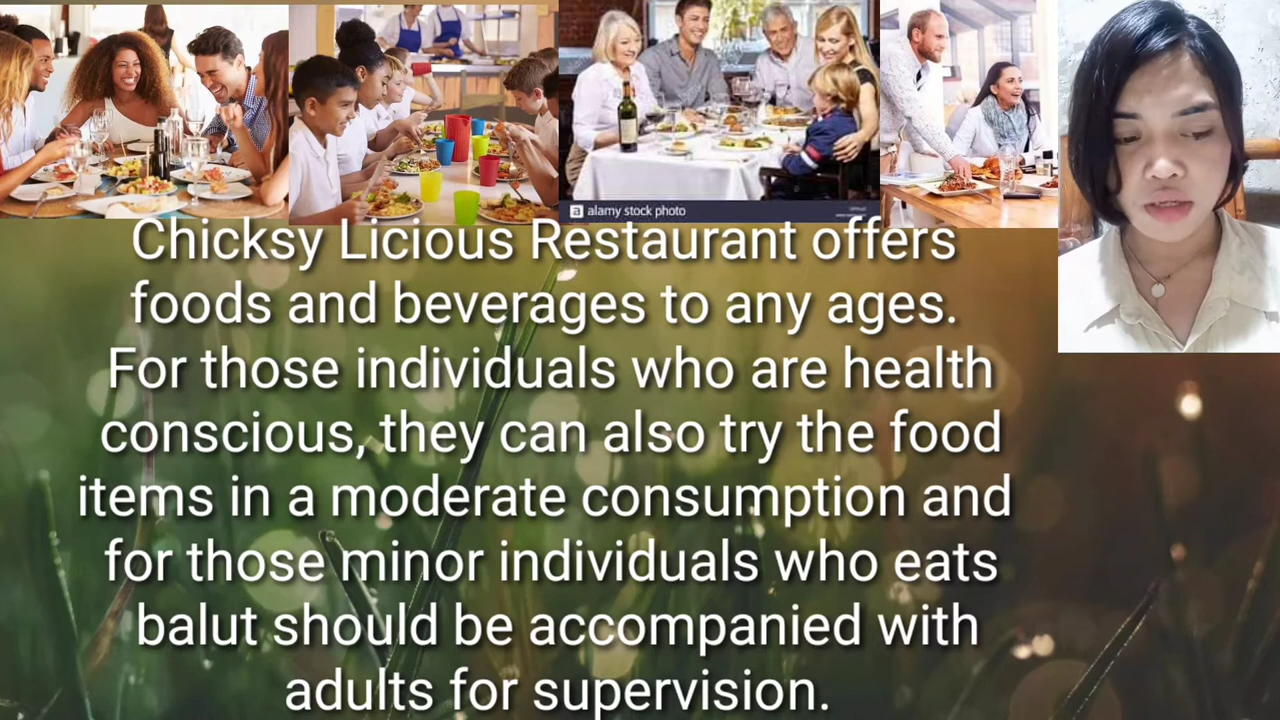 a alamy stock photo
Chicksy Licious Restaurant offers
foods and beverages to any ages.
For those individuals who are health
conscious, they can also try the food
items in a moderate consumption and
for those minor individuals who eats
balut should be accompanied with
adults for supervision.